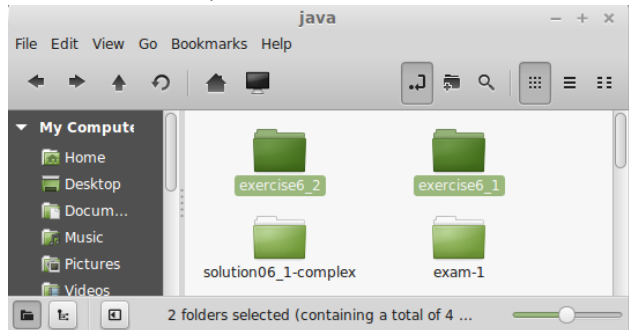 java
File Edit View Go Bookmarks Help
My Compute
Home
Desktop
Docum...
Music
Pictures
Videos
exercise6_2 exercise6_1
solution06_1-complex exam-1
2 folders selected (containing a total of 4 ...